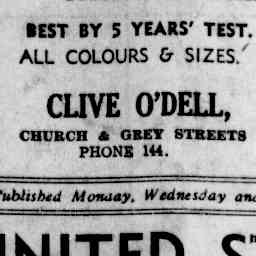 BEST BY 5 YEARS' TEST.
ALL COLOURS & SIZES.
CLIVE O'DELL,
CHURCH & GREY STREETS
PHONE 144.
Published Monday, Wednesday and
UNITED